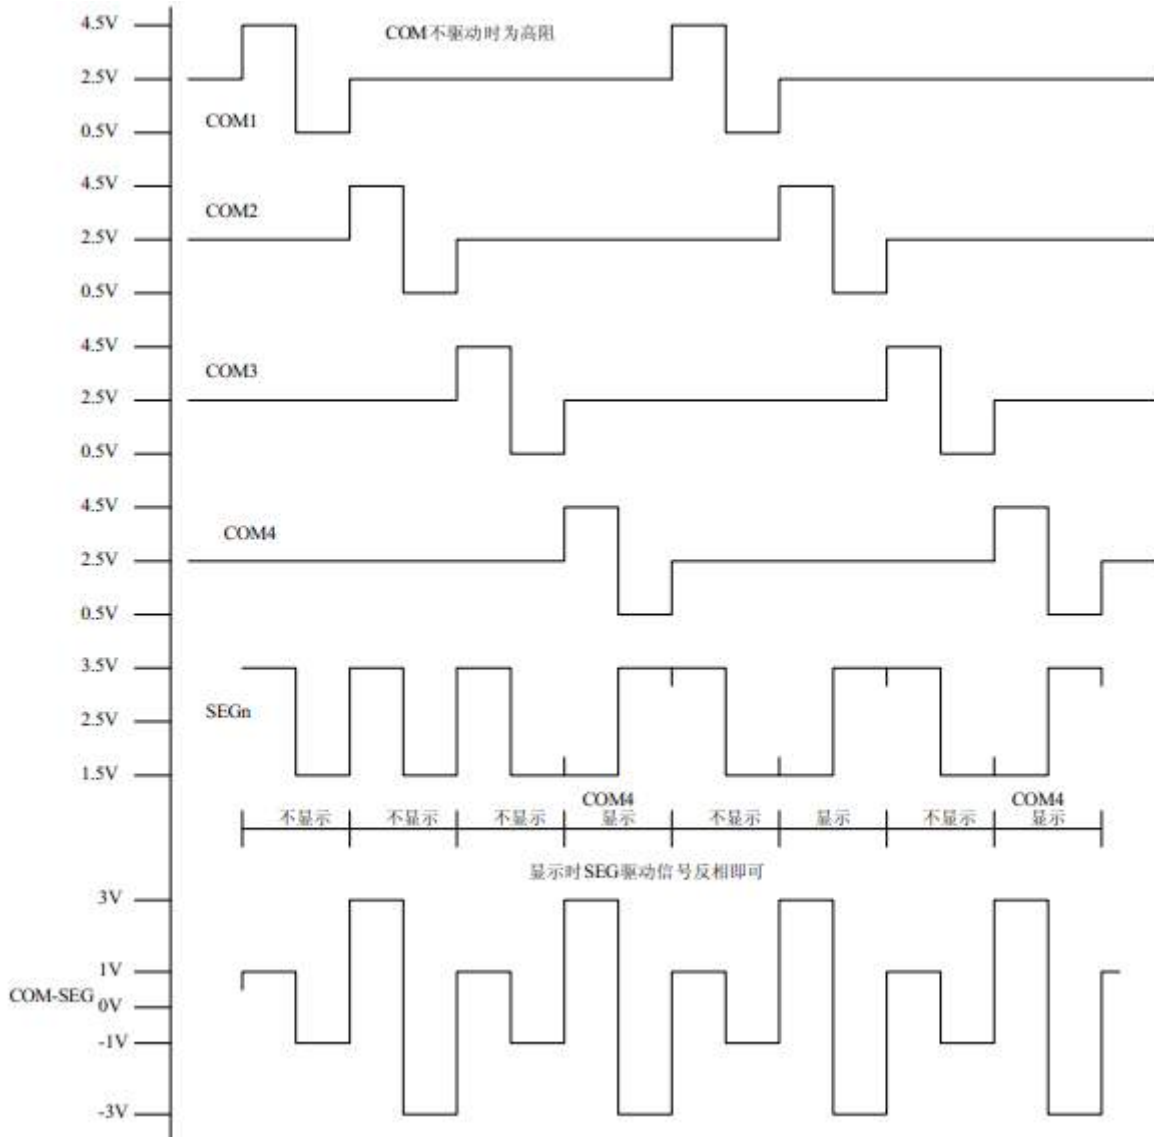 4.5V
COM不驱动时为高阻
2.5V
COM1
0.5V
4.5V
COM2
2.5V
0.5V
4.5V
COM3
2.5V
0.5V
4.5V
COM4
2.5V
0.5V
3.5V
SEGn
2.5V
1.5V
COM4 COM4
不显示 不显示 不显示 显示 不显示 显示 不显示 显示
显示时SEG驱动信号反相即可
3V
1V
COM-SEG 0V
-1V
-3V